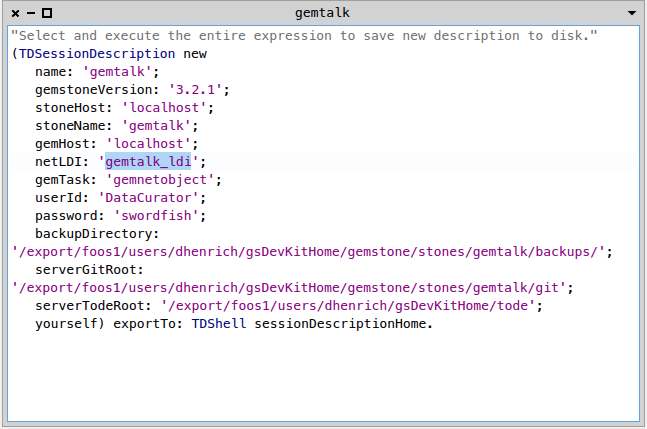 gemtalk
"Select and execute the entire expression to save new description to disk."
(TDSessionDescription new
name: 'gemtalk';
gemstoneVersion: '3.2.1';
stoneHost: 'localhost';
stoneName: 'gemtalk';
gemHost: 'localhost';
netLDI: 'gemtalk_ldi';
gemTask: 'gemnetobject';
userId: 'DataCurator';
password: 'swordfish';
backupDirectory:
'/export/foos1/users/dhenrich/gsDevKitHome/gemstone/stones/gemtalk/backups/';
serverGitRoot:
'/export/foos1/users/dhenrich/gsDevKitHome/gemstone/stones/gemtalk/git';
serverTodeRoot: '/export/foos1/users/dhenrich/gsDevKitHome/tode';
yourself) exportTo: TDShell sessionDescriptionHome.